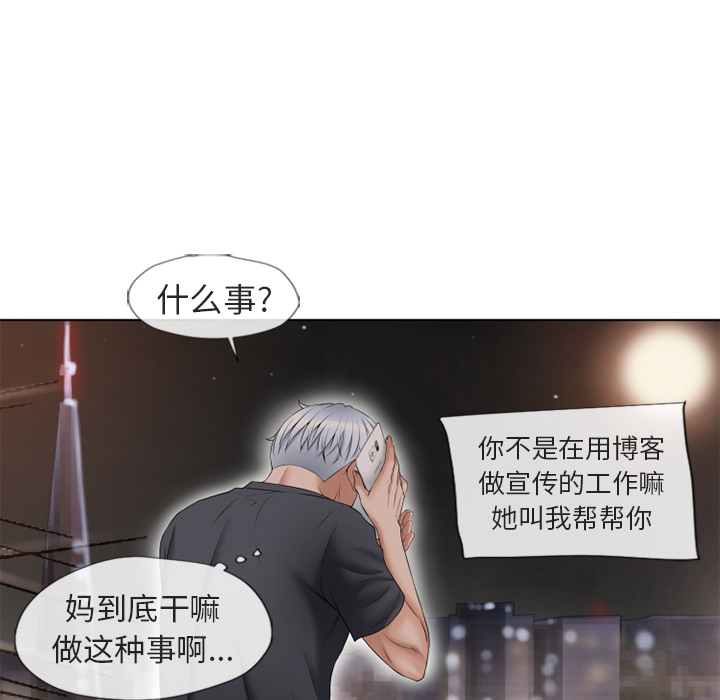 什么事?
你不是在用博客
做宣传的工作嘛
她叫我帮帮你
妈到底干嘛
做这种事啊...